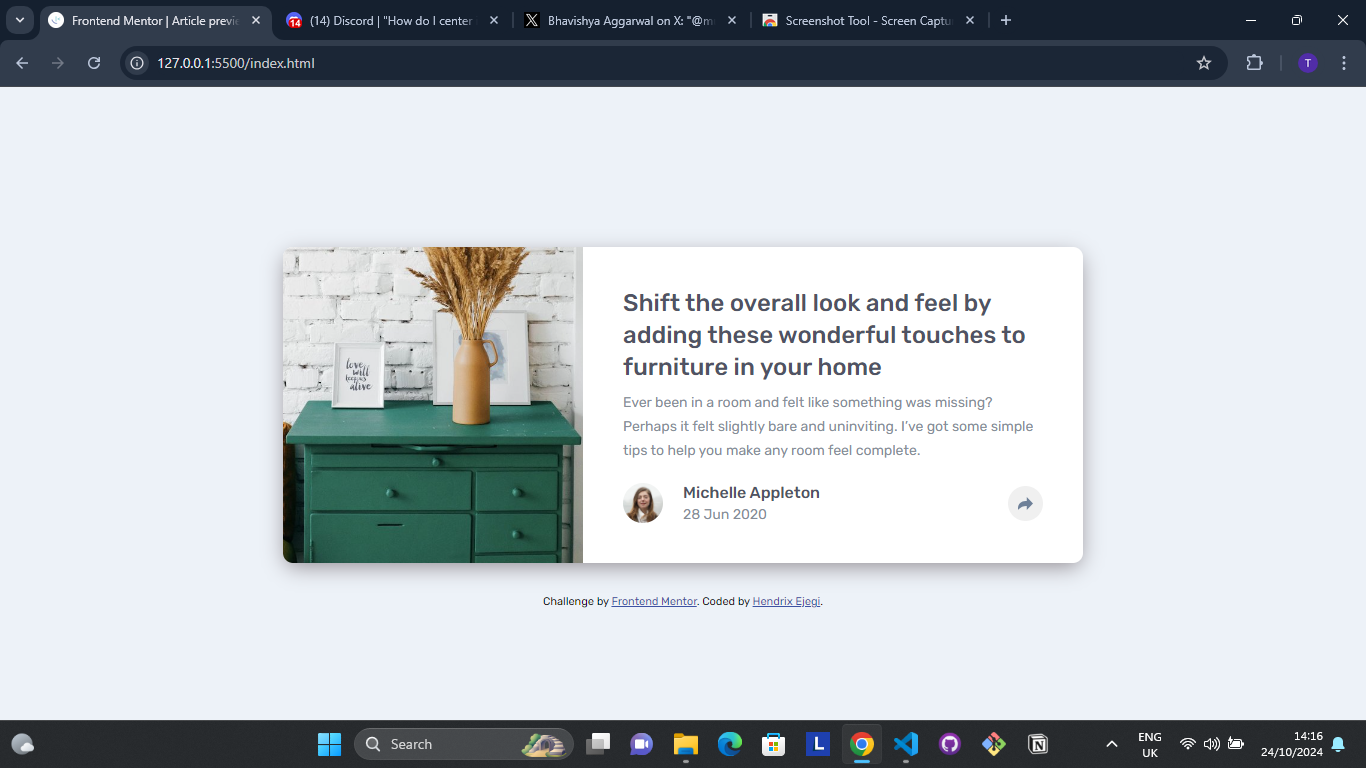 Frontend Mentor | Article previe
(14) Discord | "How do I center
Bhavishya Aggarwal on X: "@m
Screenshot Tool - Screen Captu
127.0.0.1:5500/index.html
T
love
will
alive
Shift the overall look and feel by
adding these wonderful touches to
furniture in your home
Ever been in a room and felt like something was missing?
Perhaps it felt slightly bare and uninviting. I've got some simple
tips to help you make any room feel complete.
Michelle Appleton
28 Jun 2020
Challenge by Frontend Mentor. Coded by Hendrix Ejegi.
Search
L
ENG
UK
14:16
24/10/2024